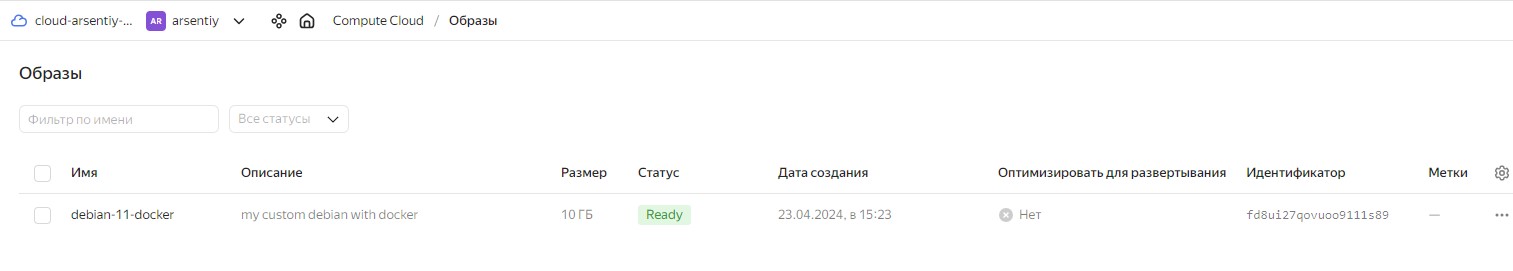 cloud-arsentiy-... AR arsentiy Compute Cloud / Образы
Образы
Фильтр по имени Все статусы
Имя Описание Размер Статус Дата создания Оптимизировать для развертывания Идентификатор Метки
debian-11-docker my custom debian with docker 10 ГБ Ready 23.04.2024, в 15:23 Нет fd8ui27qovuoo9111s89 —